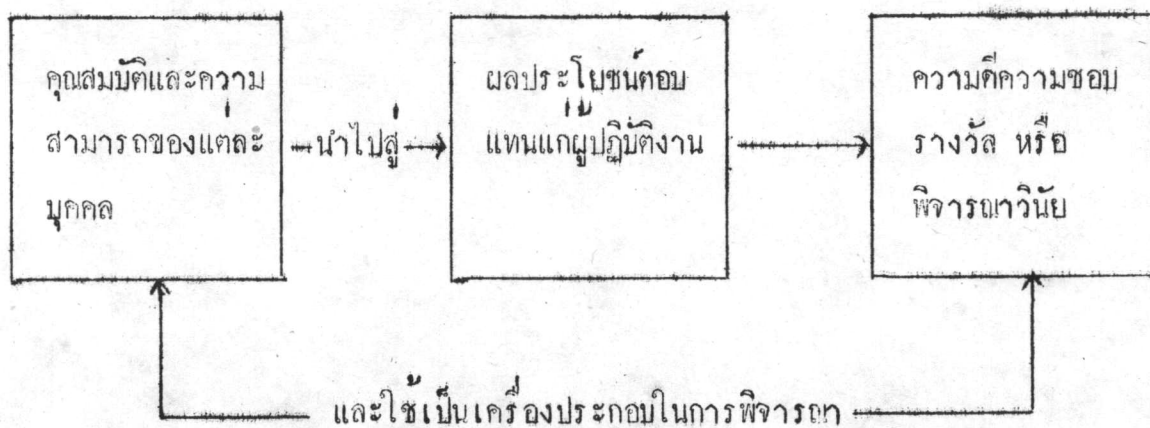 คุณสมบัติและความ
สามารถของแต่ละ
บุคคล
นำไปสู่
ผลประโยชน์ตอบ
แทนแก่ผู้ปฏิบัติงาน
ความดีความชอบ
รางวัล หรือ
พิจารณาวินัย
และใช้เป็นเครื่องประกอบในการพิจารณา